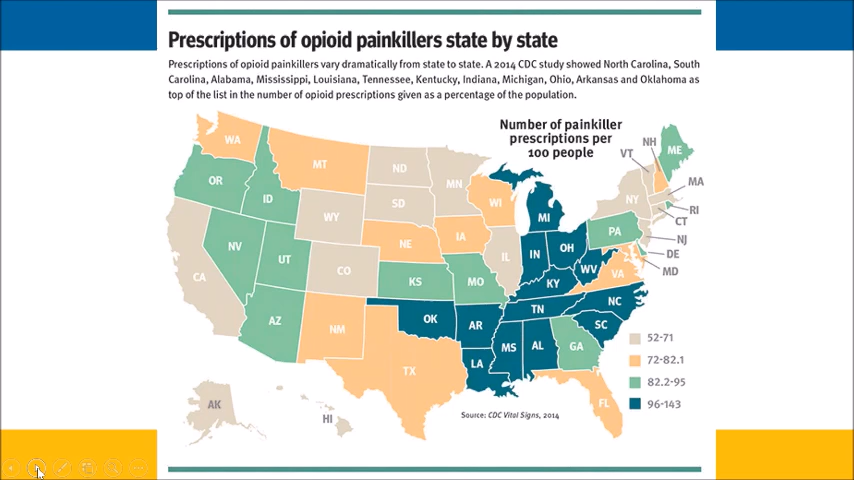 Prescriptions of opioid painkillers state by state
Prescriptions of opioid painkillers vary dramatically from state to state. A 2014 CDC study showed North Carolina, South
Carolina, Alabama, Mississippi, Louisiana, Tennessee, Kentucky, Indiana, Michigan, Ohio, Arkansas and Oklahoma as
top of the list in the number of opioid prescriptions given as a percentage of the population.
Number of painkiller
prescriptions per
100 people
WA
MT
ND
MN
VT
NH
ME
OR
ID
WY
SD
WI
MI
NY
MA
RI
CT
NV
UT
CO
NE
IA
IL
IN
OH
PA
NJ
DE
MD
CA
AZ
NM
KS
MO
KY
WV
VA
OK
AR
TN
NC
SC
TX
LA
MS
AL
GA
FL
AK
HI
52-71
72-82.1
82.2-95
96-143
Source: CDC Vital Signs, 2014